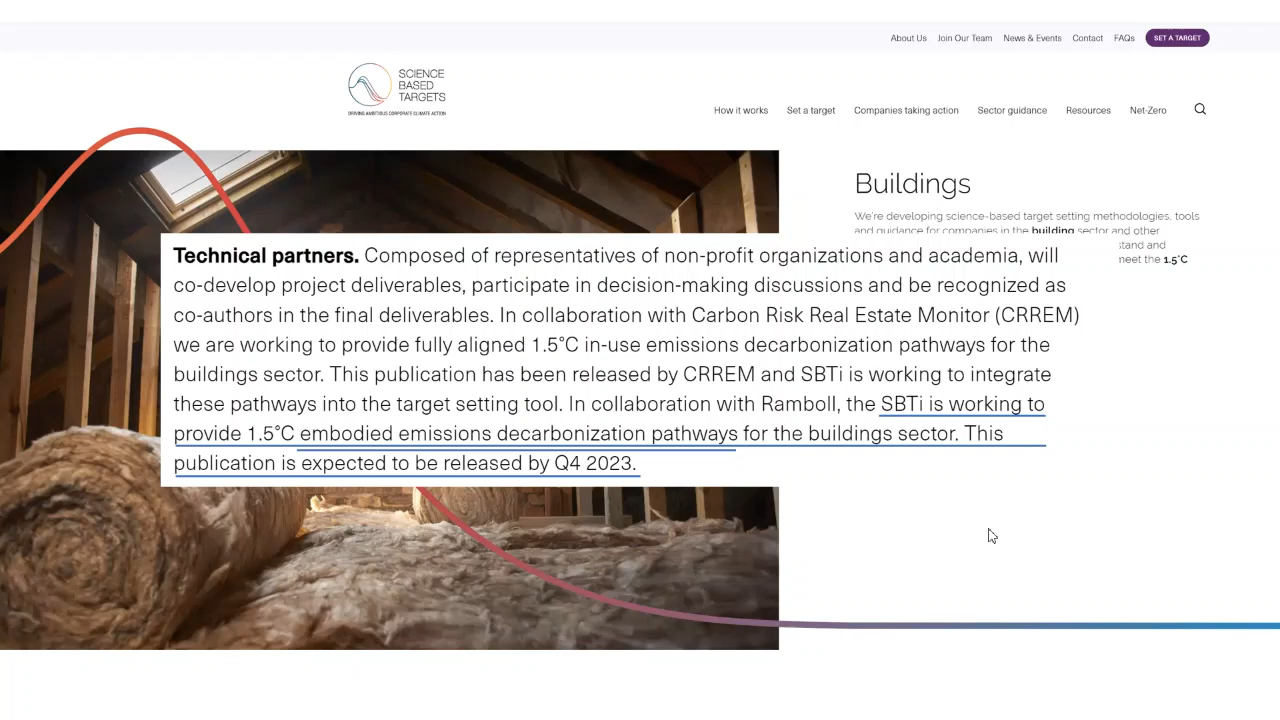 About Us Join Our Team News & Events Contact FAQs SET A TARGET
SCIENCE
BASED
TARGETS
DRIVING AMBITIOUS CORPORATE CLIMATE ACTION
How it works Set a target Companies taking action Sector guidance Resources Net-Zero
Buildings
We're developing science-based target setting methodologies, tools
and guidance for companies in the building sector and other
stand and
meet the 1.5°C
Technical partners. Composed of representatives of non-profit organizations and academia, will
co-develop project deliverables, participate in decision-making discussions and be recognized as
co-authors in the final deliverables. In collaboration with Carbon Risk Real Estate Monitor (CRREM)
we are working to provide fully aligned 1.5°C in-use emissions decarbonization pathways for the
buildings sector. This publication has been released by CRREM and SBTi is working to integrate
these pathways into the target setting tool. In collaboration with Ramboll, the SBTi is working to
provide 1.5°C embodied emissions decarbonization pathways for the buildings sector. This
publication is expected to be released by Q4 2023.